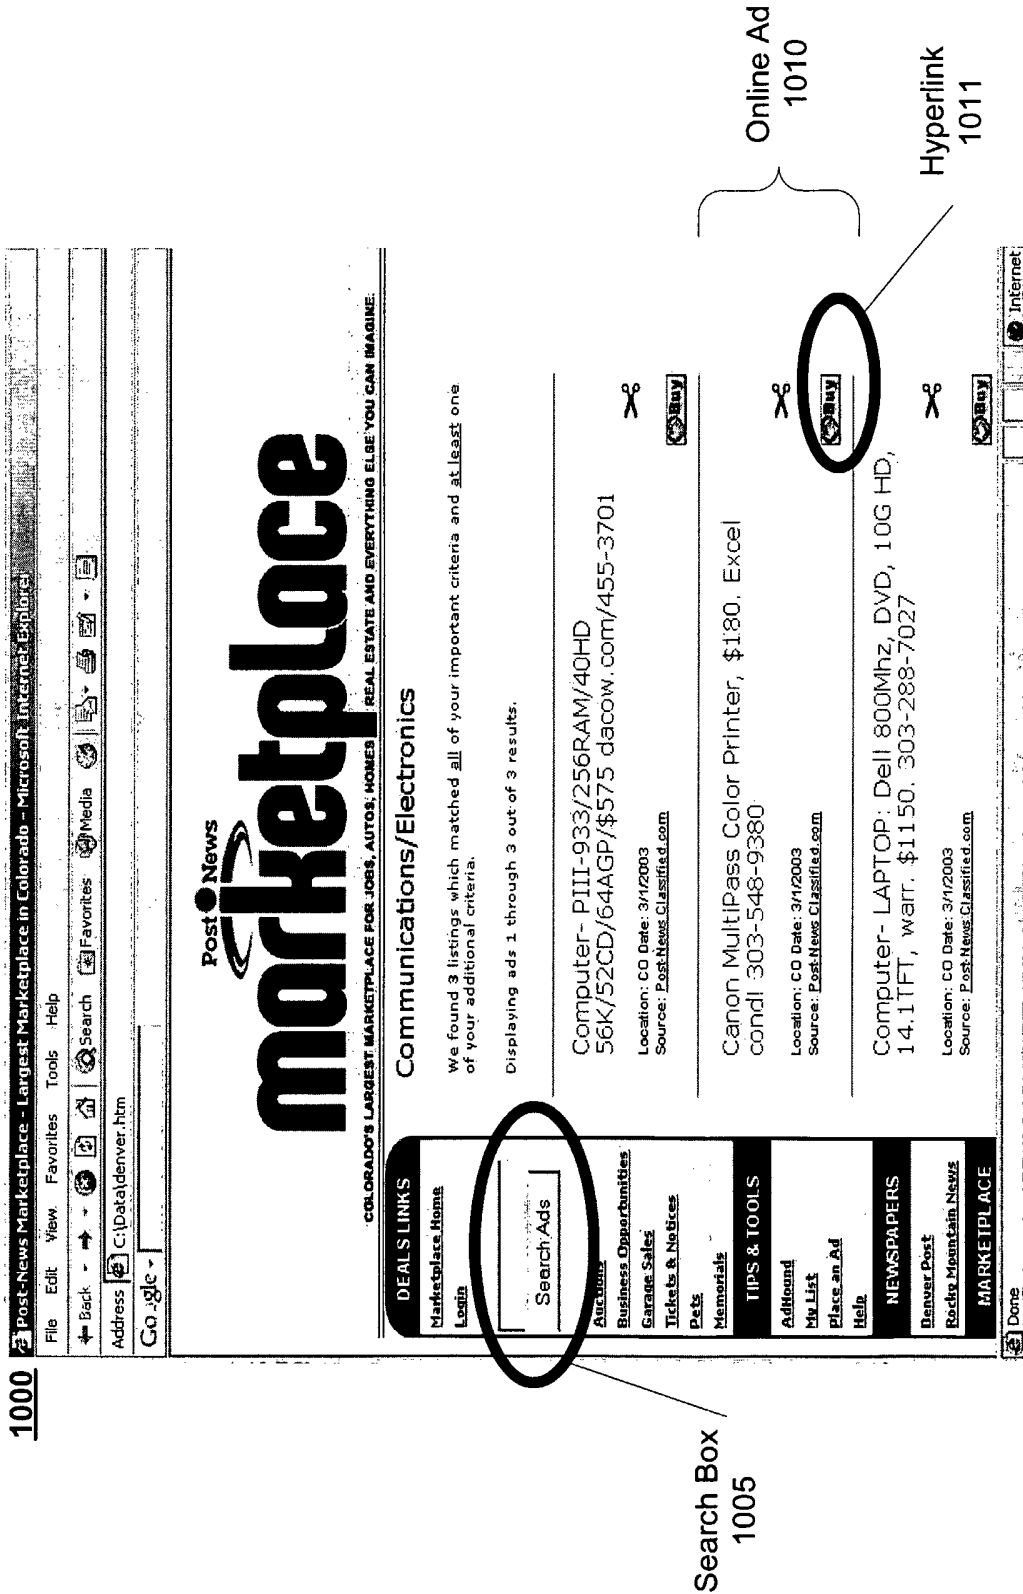 1000
Post-News Marketplace - Largest Marketplace in Colorado - Microsoft Internet Explorer
File Edit View Favorites Tools Help
Back Search Favorites Media
Address C:\Data\denver.htm
Google
Post News
marketplace
COLORADO'S LARGEST MARKETPLACE FOR JOBS, AUTOS, HOMES REAL ESTATE AND EVERYTHING ELSE YOU CAN IMAGINE.
DEALS LINKS
Marketplace Home
Login
Search Ads
Auctions
Business Opportunities
Garage Sales
Tickets & Notices
Pets
Memorials
TIPS & TOOLS
AdHound
My List
Place an Ad
Help
NEWSPAPERS
Denver Post
Rocky Mountain News
MARKETPLACE
Communications/Electronics
We found 3 listings which matched all of your important criteria and at least one
of your additional criteria.
Displaying ads 1 through 3 out of 3 results.
Computer- PIII-933/256RAM/40HD
56K/52CD/64AGP/$575 dacow.com/455-3701
Location: CO Date: 3/1/2003
Source: Post-News Classified.com
Buy
Canon MultiPass Color Printer, $180. Excel
cond! 303-548-9380
Location: CO Date: 3/1/2003
Source: Post-News Classified.com
Buy
Computer- LAPTOP: Dell 800Mhz, DVD, 10G HD,
14.1TFT, warr. $1150. 303-288-7027
Location: CO Date: 3/1/2003
Source: Post-News Classified.com
Buy
Done
Internet
Search Box
1005
Online Ad
1010
Hyperlink
1011